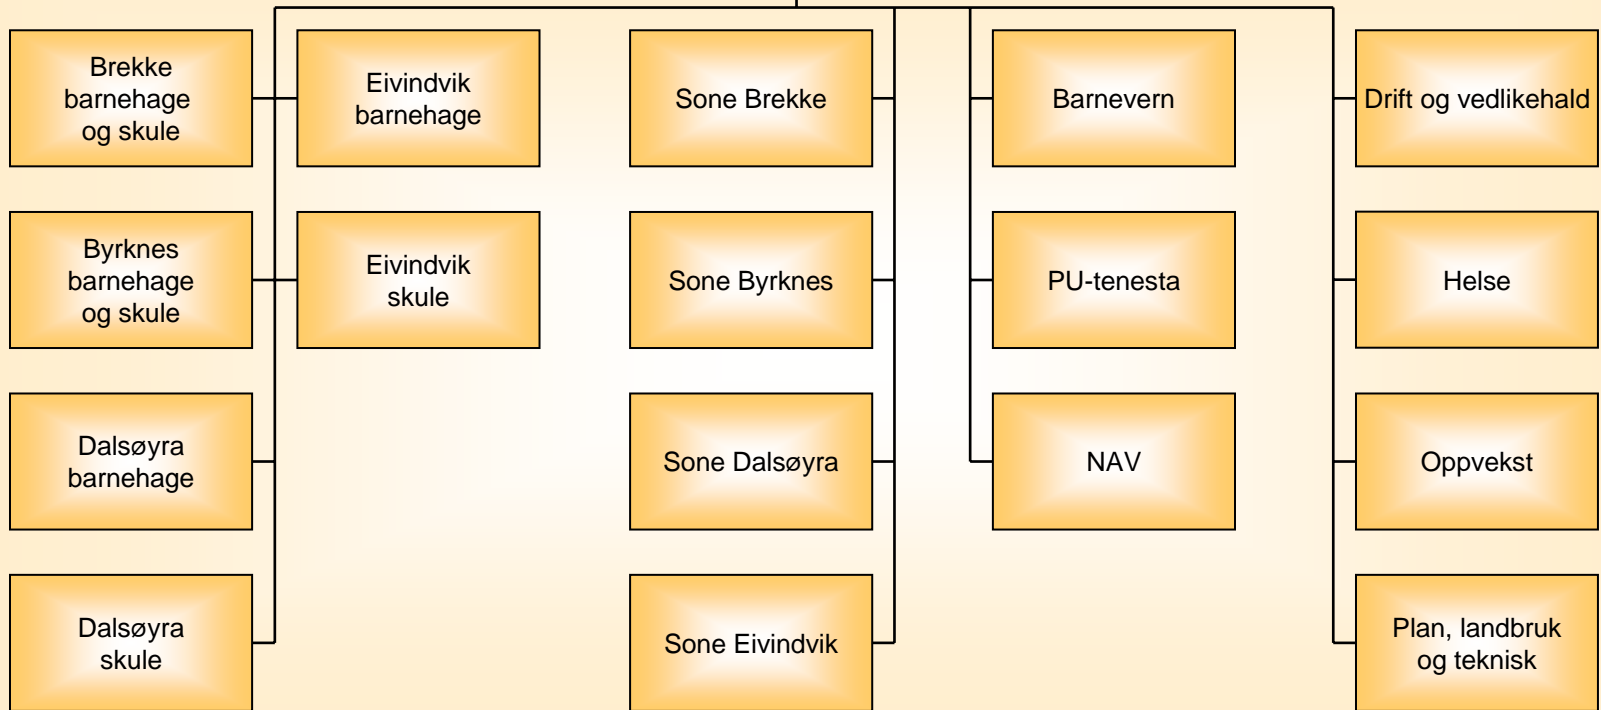 Brekke
barnehage
og skule
Eivindvik
barnehage
Sone Brekke
Barnevern
Drift og vedlikehald
Byrknes
barnehage
og skule
Eivindvik
skule
Sone Byrknes
PU-tenesta
Helse
Dalsøyra
barnehage
Sone Dalsøyra
NAV
Oppvekst
Dalsøyra
skule
Sone Eivindvik
Plan, landbruk
og teknisk